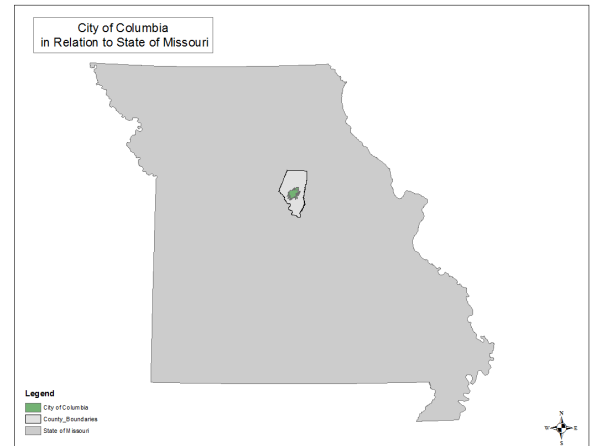 City of Columbia
in Relation to State of Missouri
Legend
City of Columbia
County_Boundaries
State of Missouri
N
W E
S